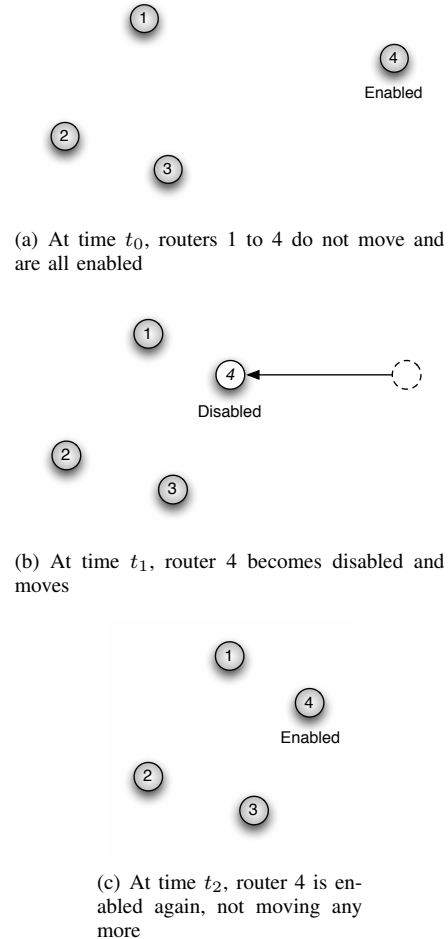 1
4
Enabled
2
3
(a) At time t₀, routers 1 to 4 do not move and
are all enabled
1
4
Disabled
2
3
(b) At time t₁, router 4 becomes disabled and
moves
1
4
Enabled
2
3
(c) At time t₂, router 4 is en-
abled again, not moving any
more